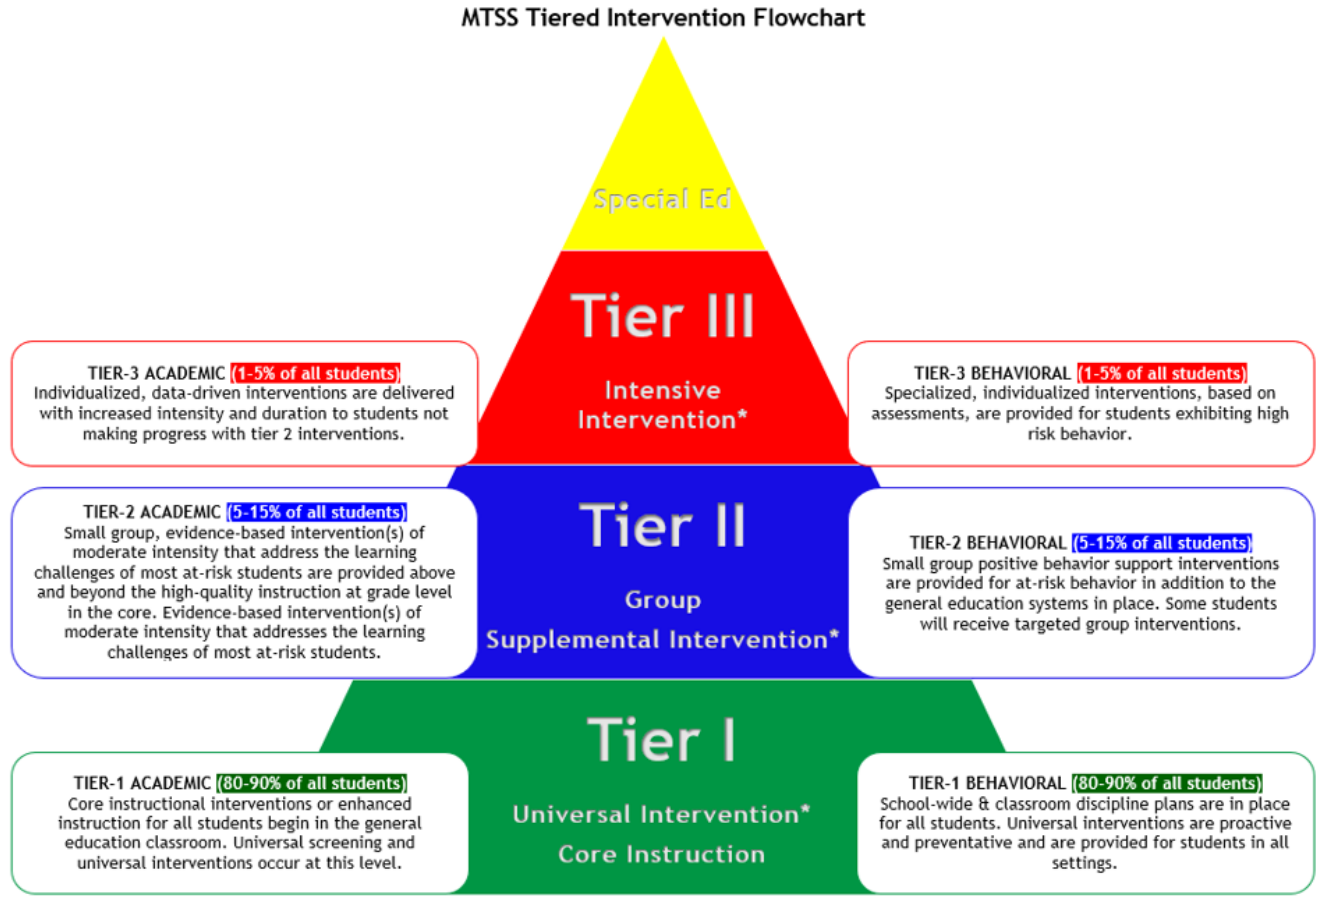 MTSS Tiered Intervention Flowchart
Special Ed
Tier III
Intensive
Intervention*
TIER-3 ACADEMIC (1-5% of all students)
Individualized, data-driven interventions are delivered
with increased intensity and duration to students not
making progress with tier 2 interventions.
TIER-3 BEHAVIORAL (1-5% of all students)
Specialized, individualized interventions, based on
assessments, are provided for students exhibiting high
risk behavior.
Tier II
Group
Supplemental Intervention*
TIER-2 ACADEMIC (5-15% of all students)
Small group, evidence-based intervention(s) of
moderate intensity that address the learning
challenges of most at-risk students are provided above
and beyond the high-quality instruction at grade level
in the core. Evidence-based intervention(s) of
moderate intensity that addresses the learning
challenges of most at-risk students.
TIER-2 BEHAVIORAL (5-15% of all students)
Small group positive behavior support interventions
are provided for at-risk behavior in addition to the
general education systems in place. Some students
will receive targeted group interventions.
Tier I
Universal Intervention*
Core Instruction
TIER-1 ACADEMIC (80-90% of all students)
Core instructional interventions or enhanced
instruction for all students begin in the general
education classroom. Universal screening and
universal interventions occur at this level.
TIER-1 BEHAVIORAL (80-90% of all students)
School-wide & classroom discipline plans are in place
for all students. Universal interventions are proactive
and preventative and are provided for students in all
settings.